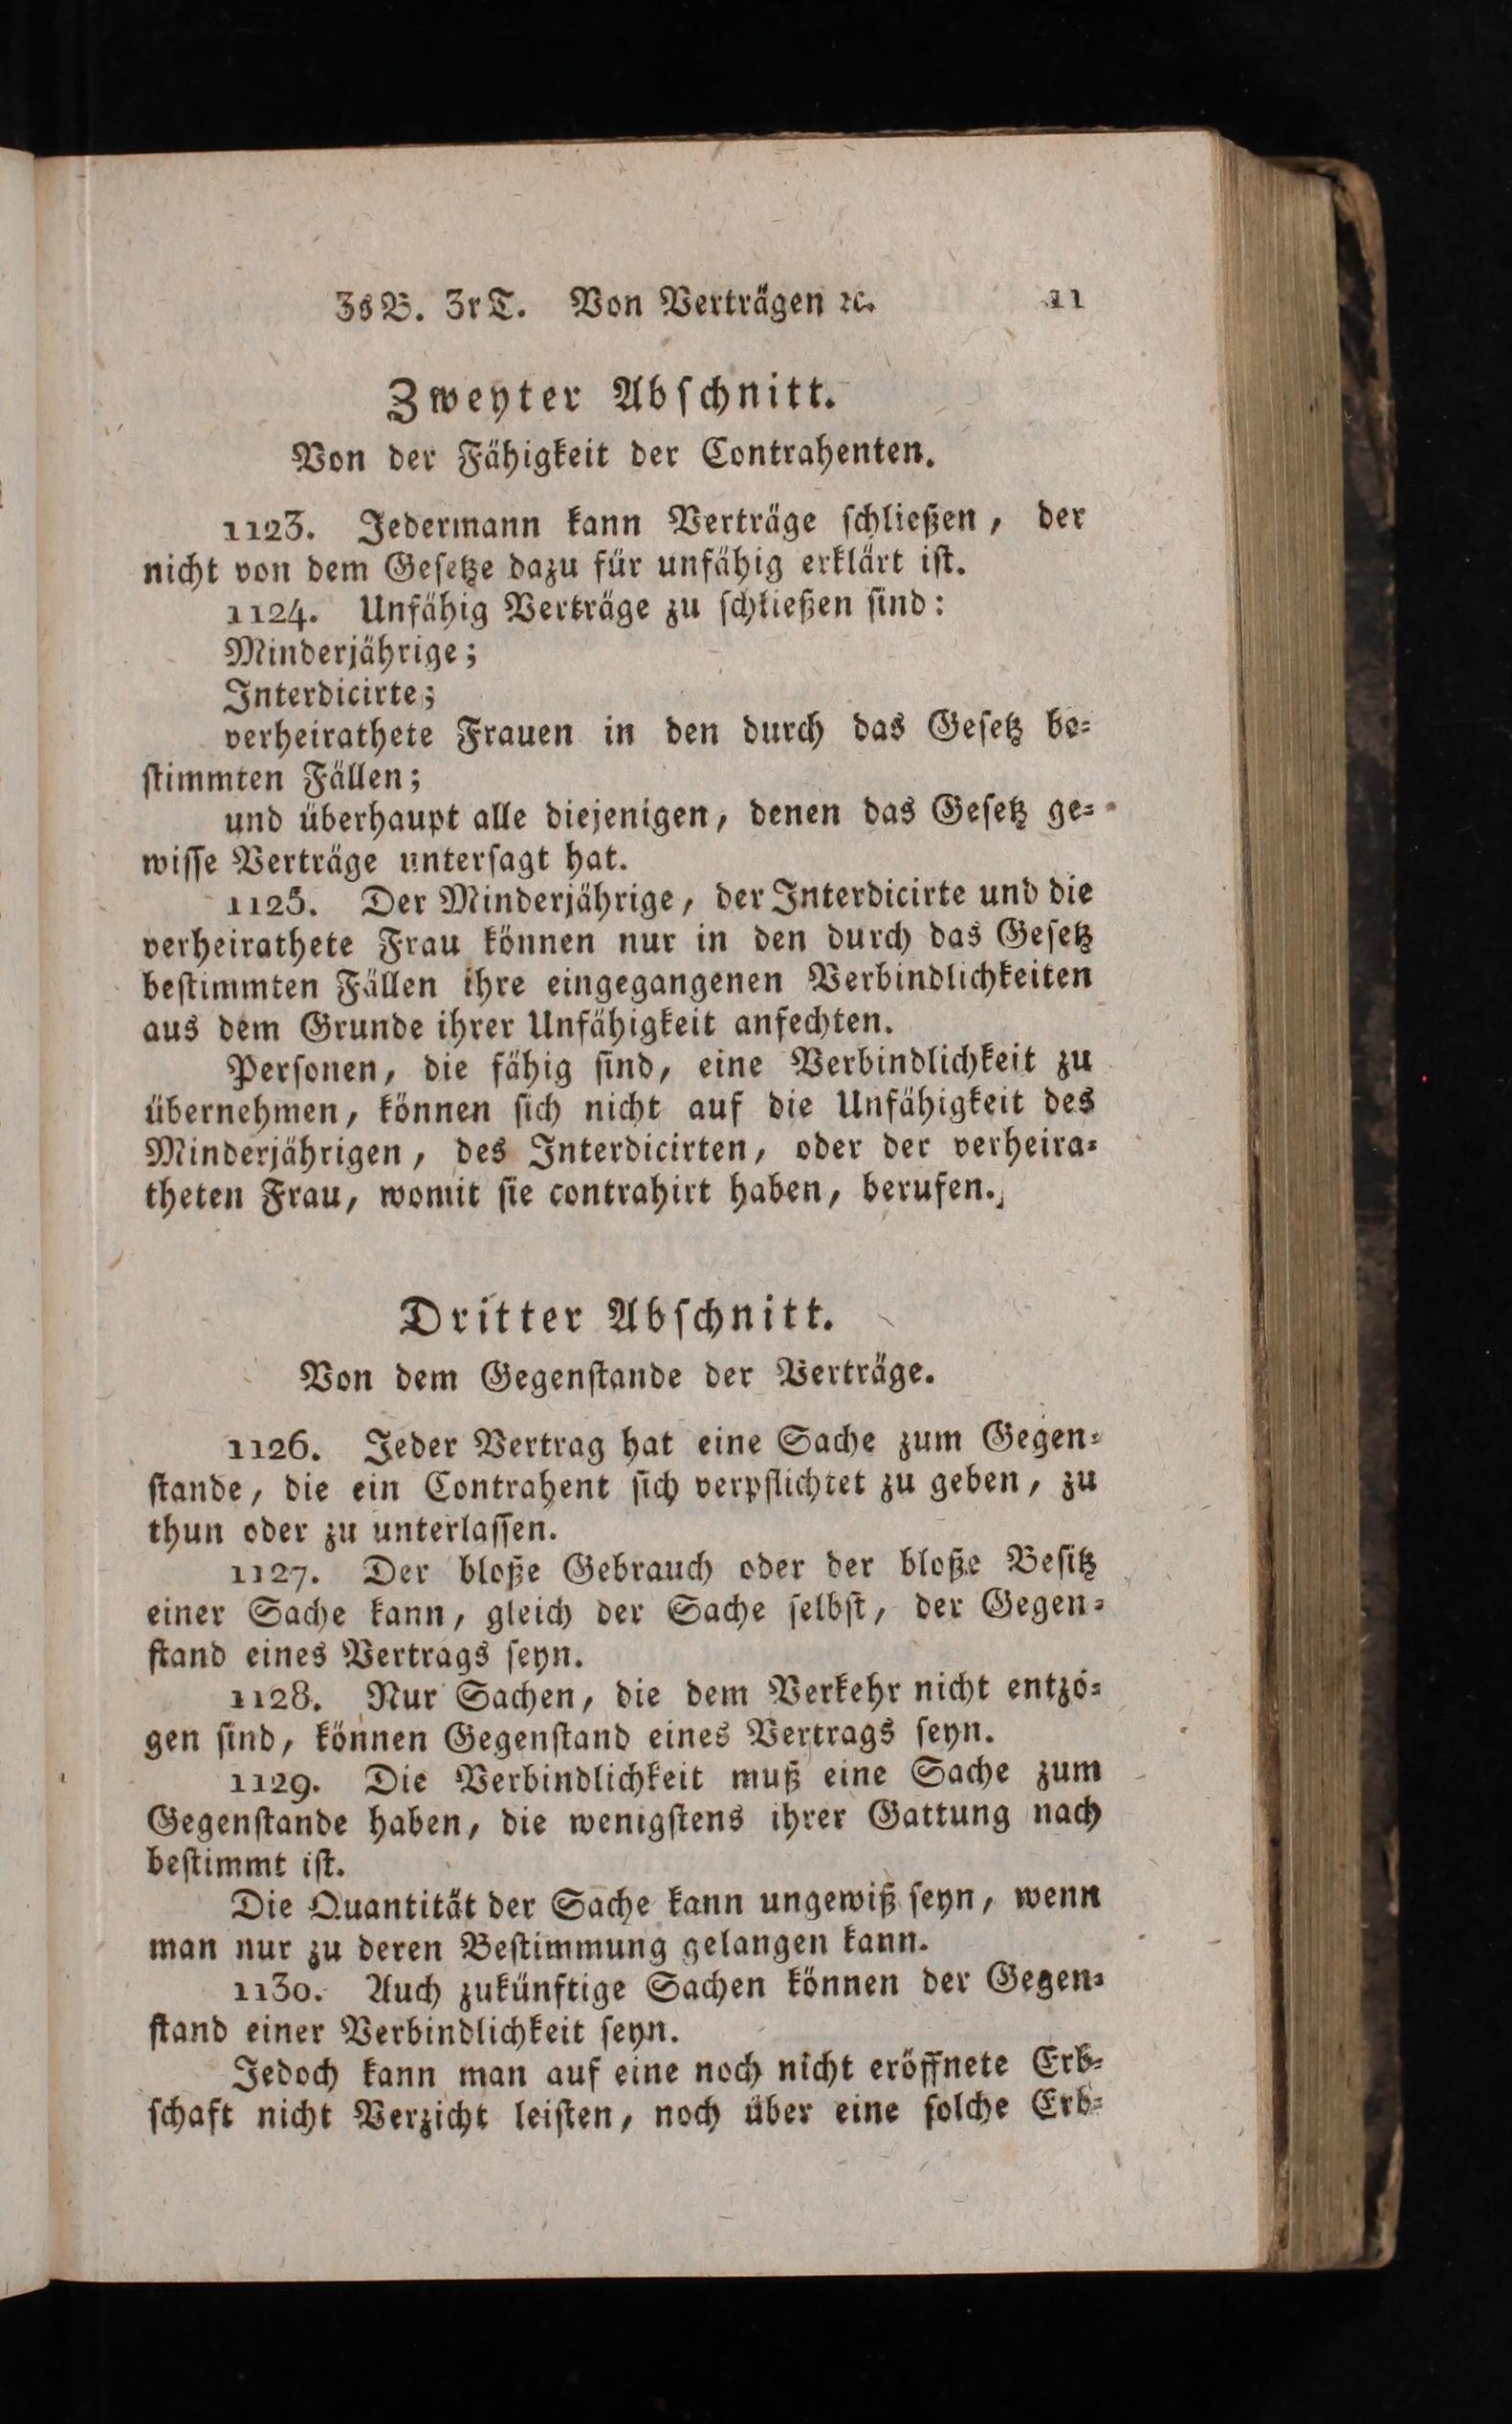 3s B. 3r T. Von Verträgen ꝛc. 11
Zweyter Abſchnitt.
Von der Fähigkeit der Contrahenten.
1123. Jedermann kann Verträge ſchließen, der
nicht von dem Geſetze dazu für unfähig erklärt iſt.
1124. Unfähig Verträge zu ſchließen ſind:
Minderjährige;
Interdicirte;
verheirathete Frauen in den durch das Geſetz be=
ſtimmten Fällen;
und überhaupt alle diejenigen, denen das Geſetz ge=
wiſſe Verträge unterſagt hat.
1125. Der Minderjährige, der Interdicirte und die
verheirathete Frau können nur in den durch das Geſetz
beſtimmten Fällen ihre eingegangenen Verbindlichkeiten
aus dem Grunde ihrer Unfähigkeit anfechten.
Perſonen, die fähig ſind, eine Verbindlichkeit zu
übernehmen, können ſich nicht auf die Unfähigkeit des
Minderjährigen, des Interdicirten, oder der verheira=
theten Frau, womit ſie contrahirt haben, berufen.
Dritter Abſchnitt.
Von dem Gegenſtande der Verträge.
1126. Jeder Vertrag hat eine Sache zum Gegen=
ſtande, die ein Contrahent ſich verpflichtet zu geben, zu
thun oder zu unterlaſſen.
1127. Der bloße Gebrauch oder der bloße Beſitz
einer Sache kann, gleich der Sache ſelbſt, der Gegen=
ſtand eines Vertrags ſeyn.
1128. Nur Sachen, die dem Verkehr nicht entzo=
gen ſind, können Gegenſtand eines Vertrags ſeyn.
1129. Die Verbindlichkeit muß eine Sache zum
Gegenſtande haben, die wenigſtens ihrer Gattung nach
beſtimmt iſt.
Die Quantität der Sache kann ungewiß ſeyn, wenn
man nur zu deren Beſtimmung gelangen kann.
1130. Auch zukünftige Sachen können der Gegen=
ſtand einer Verbindlichkeit ſeyn.
Jedoch kann man auf eine noch nicht eröffnete Erb=
ſchaft nicht Verzicht leiſten, noch über eine ſolche Erb=